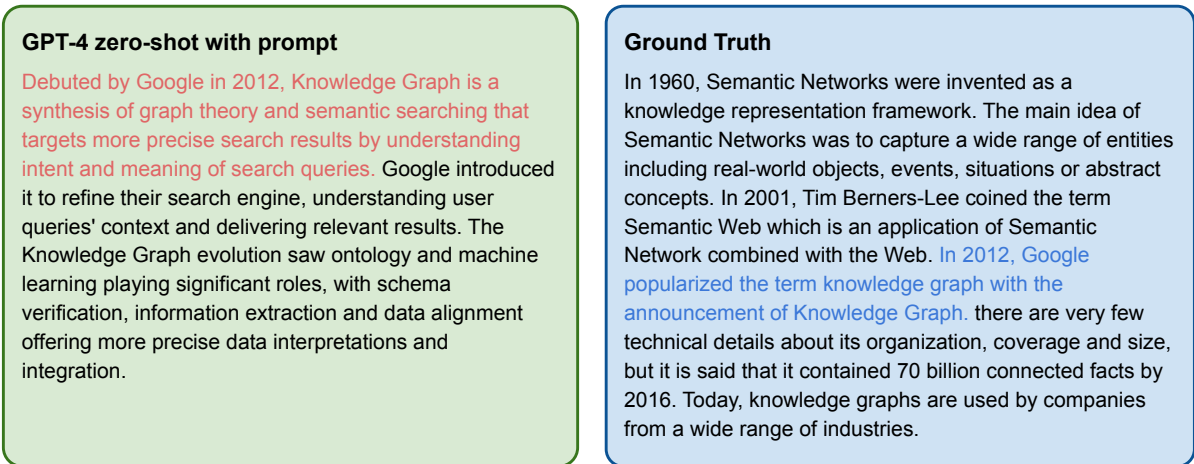 GPT-4 zero-shot with prompt
Debuted by Google in 2012, Knowledge Graph is a
synthesis of graph theory and semantic searching that
targets more precise search results by understanding
intent and meaning of search queries. Google introduced
it to refine their search engine, understanding user
queries' context and delivering relevant results. The
Knowledge Graph evolution saw ontology and machine
learning playing significant roles, with schema
verification, information extraction and data alignment
offering more precise data interpretations and
integration.
Ground Truth
In 1960, Semantic Networks were invented as a
knowledge representation framework. The main idea of
Semantic Networks was to capture a wide range of entities
including real-world objects, events, situations or abstract
concepts. In 2001, Tim Berners-Lee coined the term
Semantic Web which is an application of Semantic
Network combined with the Web. In 2012, Google
popularized the term knowledge graph with the
announcement of Knowledge Graph. there are very few
technical details about its organization, coverage and size,
but it is said that it contained 70 billion connected facts by
2016. Today, knowledge graphs are used by companies
from a wide range of industries.